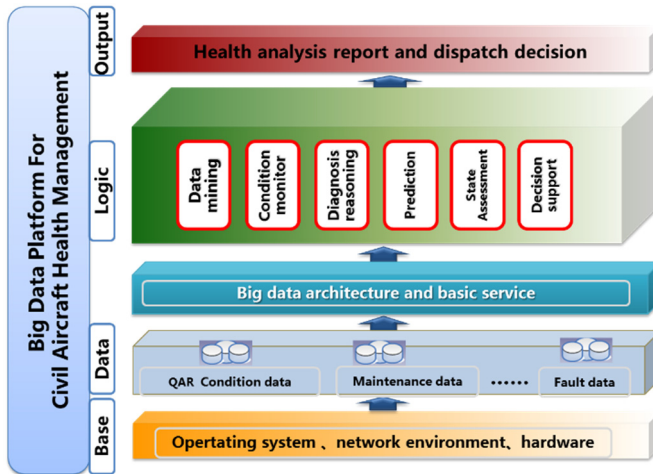 Big Data Platform For
Civil Aircraft Health Management
Output
Health analysis report and dispatch decision
Logic
Data
mining
Condition
monitor
Diagnosis
reasoning
Prediction
State
Assessment
Decision
support
Big data architecture and basic service
Data
QAR Condition data
Maintenance data
......
Fault data
Base
Opertating system 、network environment、hardware